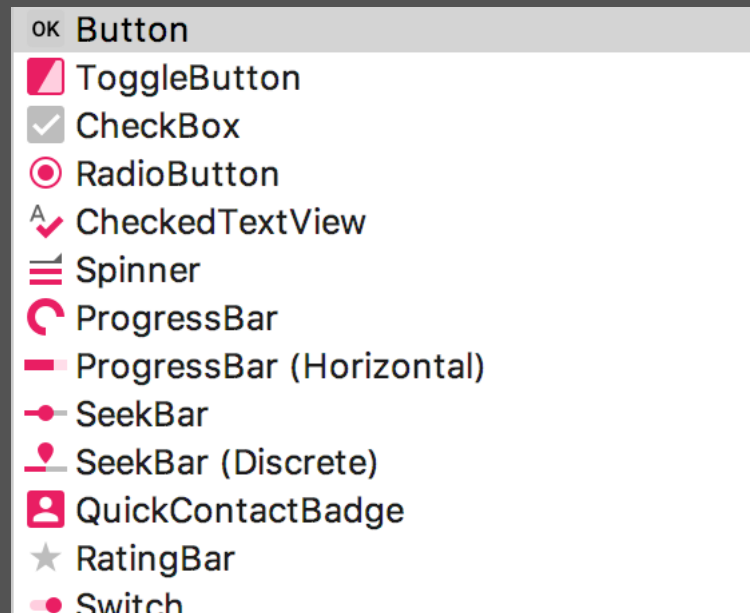 OK Button
ToggleButton
CheckBox
RadioButton
A CheckedTextView
Spinner
ProgressBar
ProgressBar (Horizontal)
SeekBar
SeekBar (Discrete)
QuickContactBadge
RatingBar
Switch